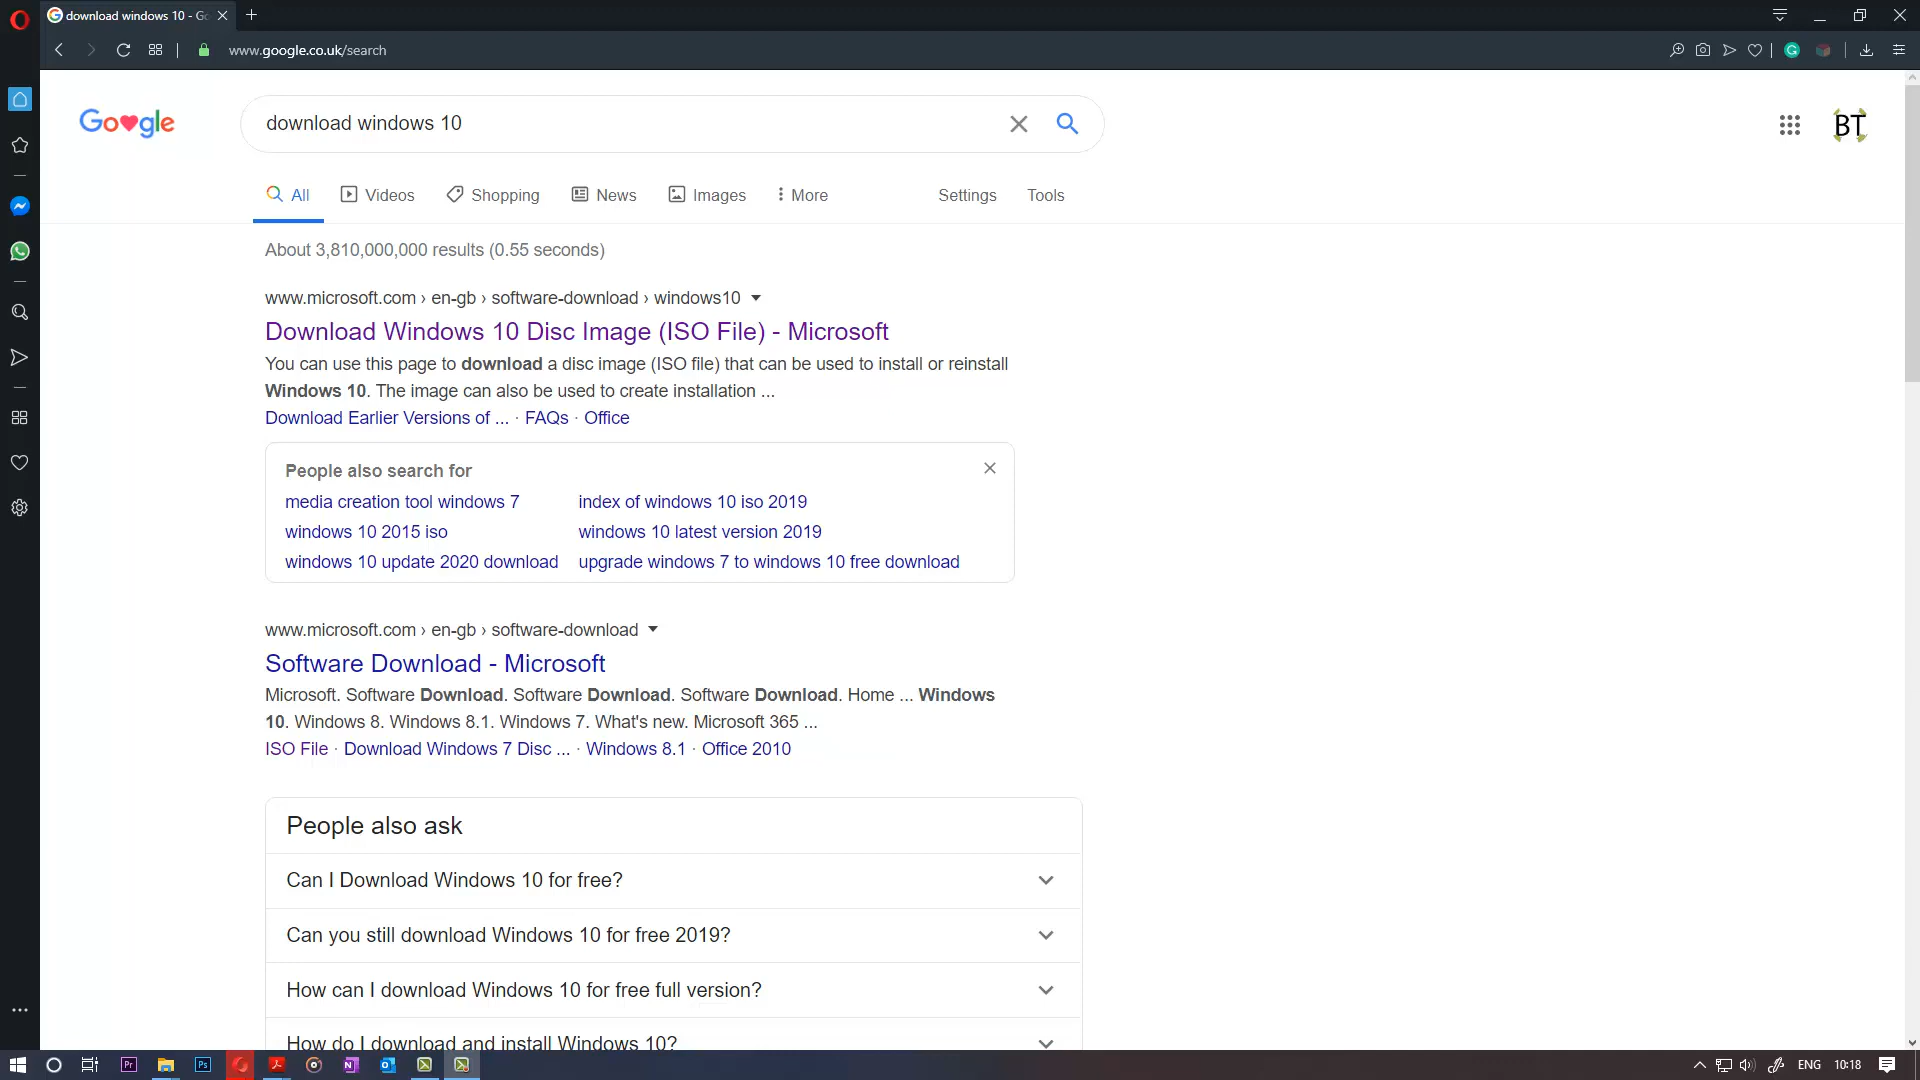 download windows 10 - Go
www.google.co.uk/search
Google
download windows 10
BT
All
Videos
Shopping
News
Images
More
Settings
Tools
About 3,810,000,000 results (0.55 seconds)
www.microsoft.com › en-gb › software-download › windows10
Download Windows 10 Disc Image (ISO File) - Microsoft
You can use this page to download a disc image (ISO file) that can be used to install or reinstall
Windows 10. The image can also be used to create installation ...
Download Earlier Versions of ... · FAQs · Office
People also search for
media creation tool windows 7
index of windows 10 iso 2019
windows 10 2015 iso
windows 10 latest version 2019
windows 10 update 2020 download
upgrade windows 7 to windows 10 free download
www.microsoft.com › en-gb › software-download
Software Download - Microsoft
Microsoft. Software Download. Software Download. Software Download. Home ... Windows
10. Windows 8. Windows 8.1. Windows 7. What's new. Microsoft 365 ...
ISO File · Download Windows 7 Disc ... · Windows 8.1 · Office 2010
People also ask
Can I Download Windows 10 for free?
Can you still download Windows 10 for free 2019?
How can I download Windows 10 for free full version?
How do I download and install Windows 10?
Pr
Ps
ENG
10:18